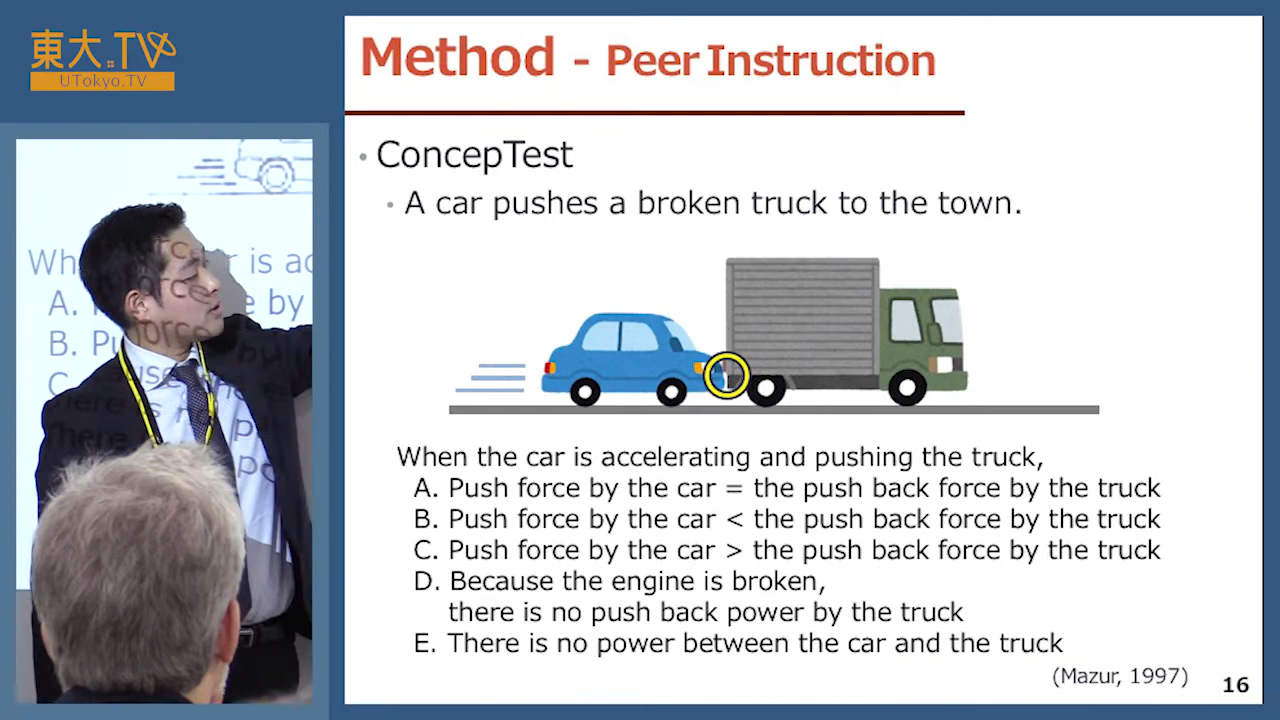 東大.TV
UTokyo.TV
Method - Peer Instruction
• ConcepTest
• A car pushes a broken truck to the town.
When the car is accelerating and pushing the truck,
A. Push force by the car = the push back force by the truck
B. Push force by the car < the push back force by the truck
C. Push force by the car > the push back force by the truck
D. Because the engine is broken,
there is no push back power by the truck
E. There is no power between the car and the truck
(Mazur, 1997)
16